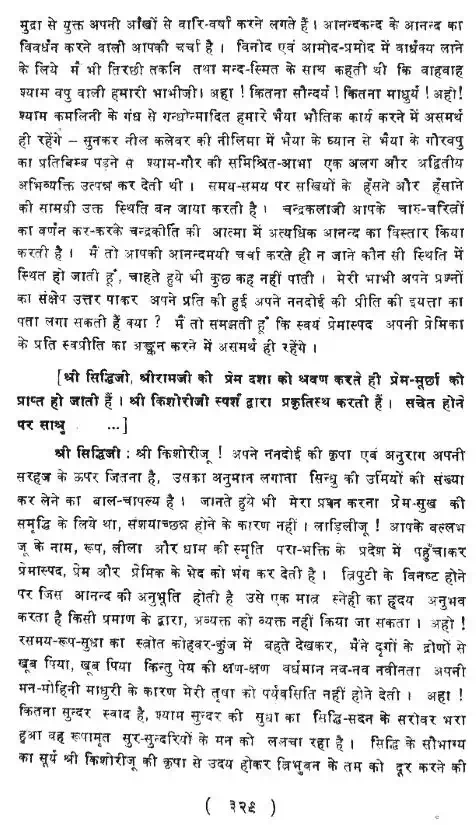 मुद्रा से युक्त अपनी आँखों से वारि-वर्षा करने लगते हैं । आनन्दकन्द के आनन्द का
विवर्धन करने वाली आपकी चर्चा है । विनोद एवं आमोद-प्रमोद में वार्धक्य लाने
के लिये मैं भी तिरछी तकनि तथा मन्द-स्मित के साथ कहती थी कि वाहवाह
श्याम वपु वाली हमारी भाभीजी। अहा ! कितना सौन्दर्य ! कितना माधुर्य ! अहो!
श्याम कमलिनी के गंध से गन्धोन्मादित हमारे भैया भौतिक कार्य करने में असमर्थ
ही रहेंगे – सुनकर नील कलेवर की नीलिमा में भैया के ध्यान से भैया के गौरवपु
का प्रतिबिम्ब पड़ने से श्याम-गौर की संमिश्रित-आभा एक अलग और अद्वितीय
अभिव्यक्ति उत्पन्न कर देती थी । समय-समय पर सखियों के हँसने और हँसाने
की सामग्री उक्त स्थिति बन जाया करती है । चन्द्रकलाजी आपके चारु-चरित्रों
का वर्णन कर-करके चन्द्रकीर्ति की आत्मा में अत्यधिक आनन्द का विस्तार किया
करती है । मैं तो आपकी आनन्दमयी चर्चा करते ही न जाने कौन सी स्थिति में
स्थित हो जाती हूँ, चाहते हुये भी कुछ कह नहीं पाती । मेरी भाभी अपने प्रश्नों
का संक्षेप उत्तर पाकर अपने प्रति की हुई अपने ननदोई की प्रीति की इयत्ता का
पता लगा सकती हैं क्या ? मैं तो समझती हूँ कि स्वयं प्रेमास्पद अपनी प्रेमिका
के प्रति स्वप्रीति का अङ्कन करने में असमर्थ ही रहेंगे ।
[श्री सिद्धिजी, श्रीरामजी की प्रेम दशा को श्रवण करते ही प्रेम-मूर्छा को
प्राप्त हो जाती हैं । श्री किशोरीजी स्पर्श द्वारा प्रकृतिस्थ करती हैं । सचेत होने
पर साश्रु ...]
श्री सिद्धिजी : श्री किशोरीजू ! अपने ननदोई की कृपा एवं अनुराग अपनी
सरहज के ऊपर जितना है, उसका अनुमान लगाना सिन्धु की उर्मियों की संख्या
कर लेने का बाल-चापल्य है । जानते हुये भी मेरा प्रश्न करना प्रेम-सुख की
समृद्धि के लिये था, संशयाच्छन्न होने के कारण नहीं । लाड़िलीजू ! आपके वल्लभ
जू के नाम, रूप, लीला और धाम की स्मृति परा-भक्ति के प्रदेश में पहुँचाकर
प्रेमास्पद, प्रेम और प्रेमिक के भेद को भंग कर देती है । त्रिपुटी के विनष्ट होने
पर जिस आनन्द की अनुभूति होती है उसे एक मात्र स्नेही का हृदय अनुभव
करता है किसी प्रमाण के द्वारा, अव्यक्त को व्यक्त नहीं किया जा सकता । अहो !
रसमय-रूप-सुधा का स्त्रोत कोहवर-कुंज में बहते देखकर, मैंने दृगों के द्रोणों से
खूब पिया, खूब पिया किन्तु पेय की क्षण-क्षण वर्धमान नव-नव नवीनता अपनी
मन-मोहिनी माधुरी के कारण मेरी तृषा को पर्यवसिति नहीं होने देती । अहा !
कितना सुन्दर स्वाद है, श्याम सुन्दर की सुधा का सिद्धि-सदन के सरोवर भरा
हुआ वह रूपामृत सुर-सुन्दरियों के मन को ललचा रहा है । सिद्धि के सौभाग्य
का सूर्य श्री किशोरीजू की कृपा से उदय होकर त्रिभुवन के तम को दूर करने की
( ३२९ )